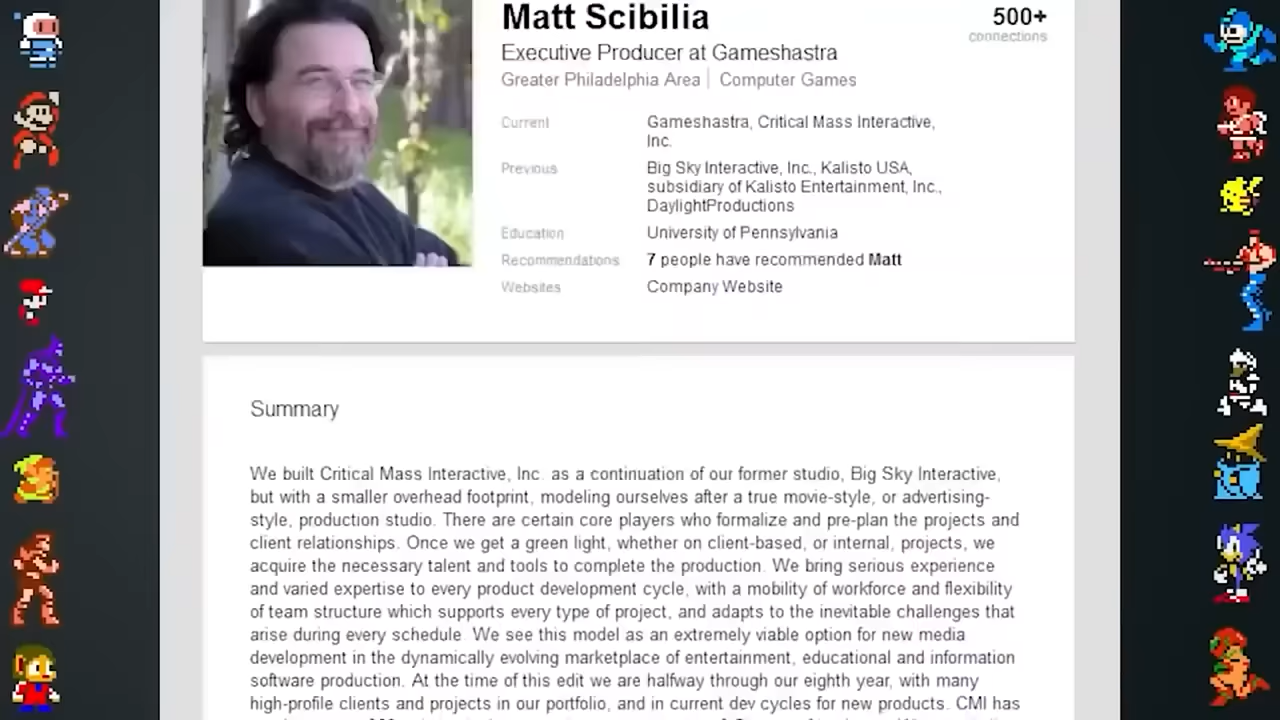 Matt Scibilia
500+
connections
Executive Producer at Gameshastra
Greater Philadelphia Area | Computer Games
Current
Gameshastra, Critical Mass Interactive,
Inc.
Previous
Big Sky Interactive, Inc., Kalisto USA,
subsidiary of Kalisto Entertainment, Inc.,
DaylightProductions
Education
University of Pennsylvania
Recommendations
7 people have recommended Matt
Websites
Company Website
Summary
We built Critical Mass Interactive, Inc. as a continuation of our former studio, Big Sky Interactive,
but with a smaller overhead footprint, modeling ourselves after a true movie-style, or advertising-
style, production studio. There are certain core players who formalize and pre-plan the projects and
client relationships. Once we get a green light, whether on client-based, or internal, projects, we
acquire the necessary talent and tools to complete the production. We bring serious experience
and varied expertise to every product development cycle, with a mobility of workforce and flexibility
of team structure which supports every type of project, and adapts to the inevitable challenges that
arise during every schedule. We see this model as an extremely viable option for new media
development in the dynamically evolving marketplace of entertainment, educational and information
software production. At the time of this edit we are halfway through our eighth year, with many
high-profile clients and projects in our portfolio, and in current dev cycles for new products. CMI has